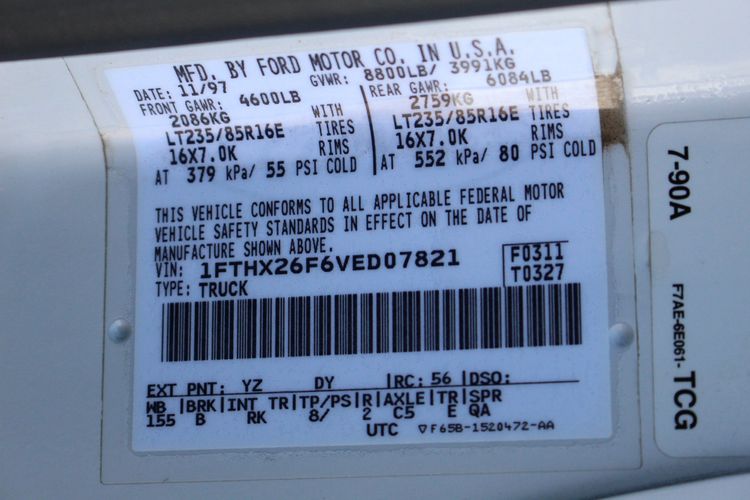 MFD. BY FORD MOTOR CO. IN U.S.A.
DATE: 11/97 GVWR: 8800LB/ 3991KG
FRONT GAWR: 4600LB REAR GAWR: 6084LB
2086KG WITH 2759KG WITH
LT235/85R16E TIRES LT235/85R16E TIRES
16X7.0K RIMS 16X7.0K RIMS
AT 379 kPa/ 55 PSI COLD AT 552 kPa/ 80 PSI COLD
THIS VEHICLE CONFORMS TO ALL APPLICABLE FEDERAL MOTOR
VEHICLE SAFETY STANDARDS IN EFFECT ON THE DATE OF
MANUFACTURE SHOWN ABOVE.
VIN: 1FTHX26F6VED07821 F0311
TYPE: TRUCK T0327
EXT PNT: YZ DY |RC: 56 |DSO:
WB |BRK|INT TR|TP/PS|R|AXLE|TR|SPR
155 B RK 8/ 2 C5 E QA
UTC ▽F65B-1520472-AA
7-90A
F7AE-6E061-TCG